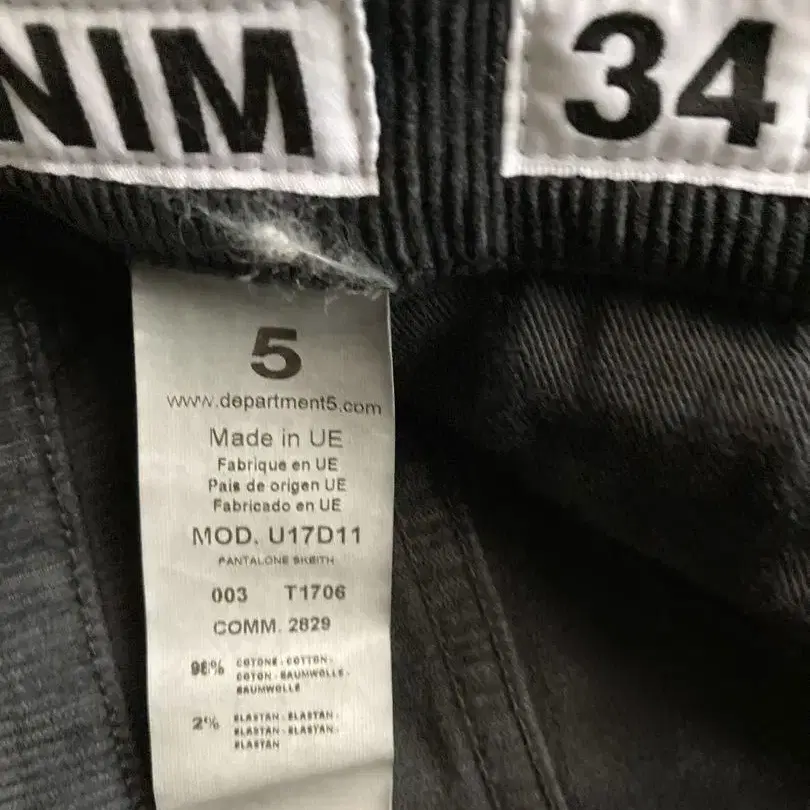 NIM
34
5
www.department5.com
Made in UE
Fabrique en UE
Pais de origen UE
Fabricado en UE
MOD. U17D11
PANTALONE SKEITH
003 T1706
COMM. 2829
98% COTONE - COTTON -
COTON - BAUMWOLLE -
BAUMWOLLE
2% ELASTAN - ELASTAN -
ELASTAN - ELASTAN -
ELASTAN